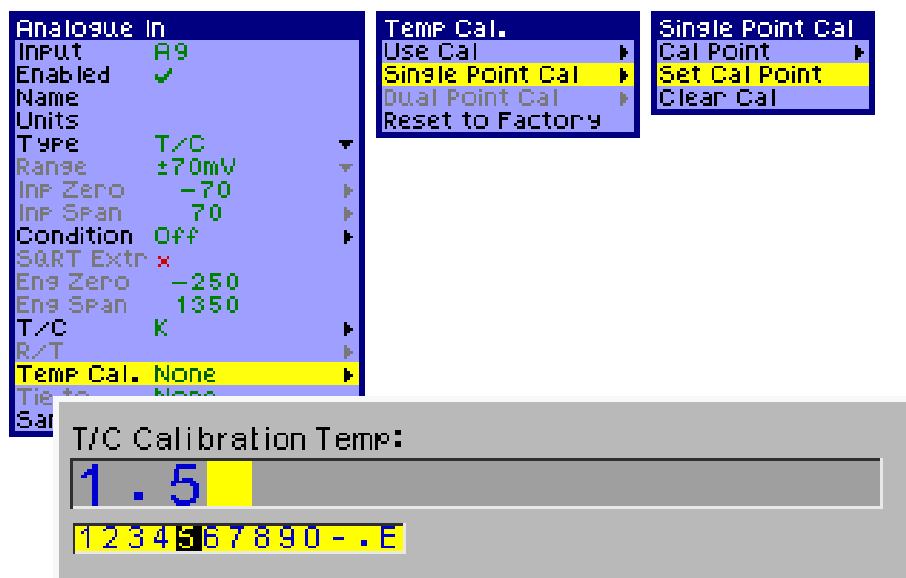 Analogue In
Input A9
Enabled ✓
Name
Units
Type T/C
Range ±70mV
Inp Zero -70
Inp Span 70
Condition Off
SQRT Extr x
Eng Zero -250
Eng Span 1350
T/C K
R/T
Temp Cal. None
Tie to None
Temp Cal.
Use Cal
Single Point Cal
Dual Point Cal
Reset to Factory
Single Point Cal
Cal Point
Set Cal Point
Clear Cal
T/C Calibration Temp:
1.5
1234567890-.E